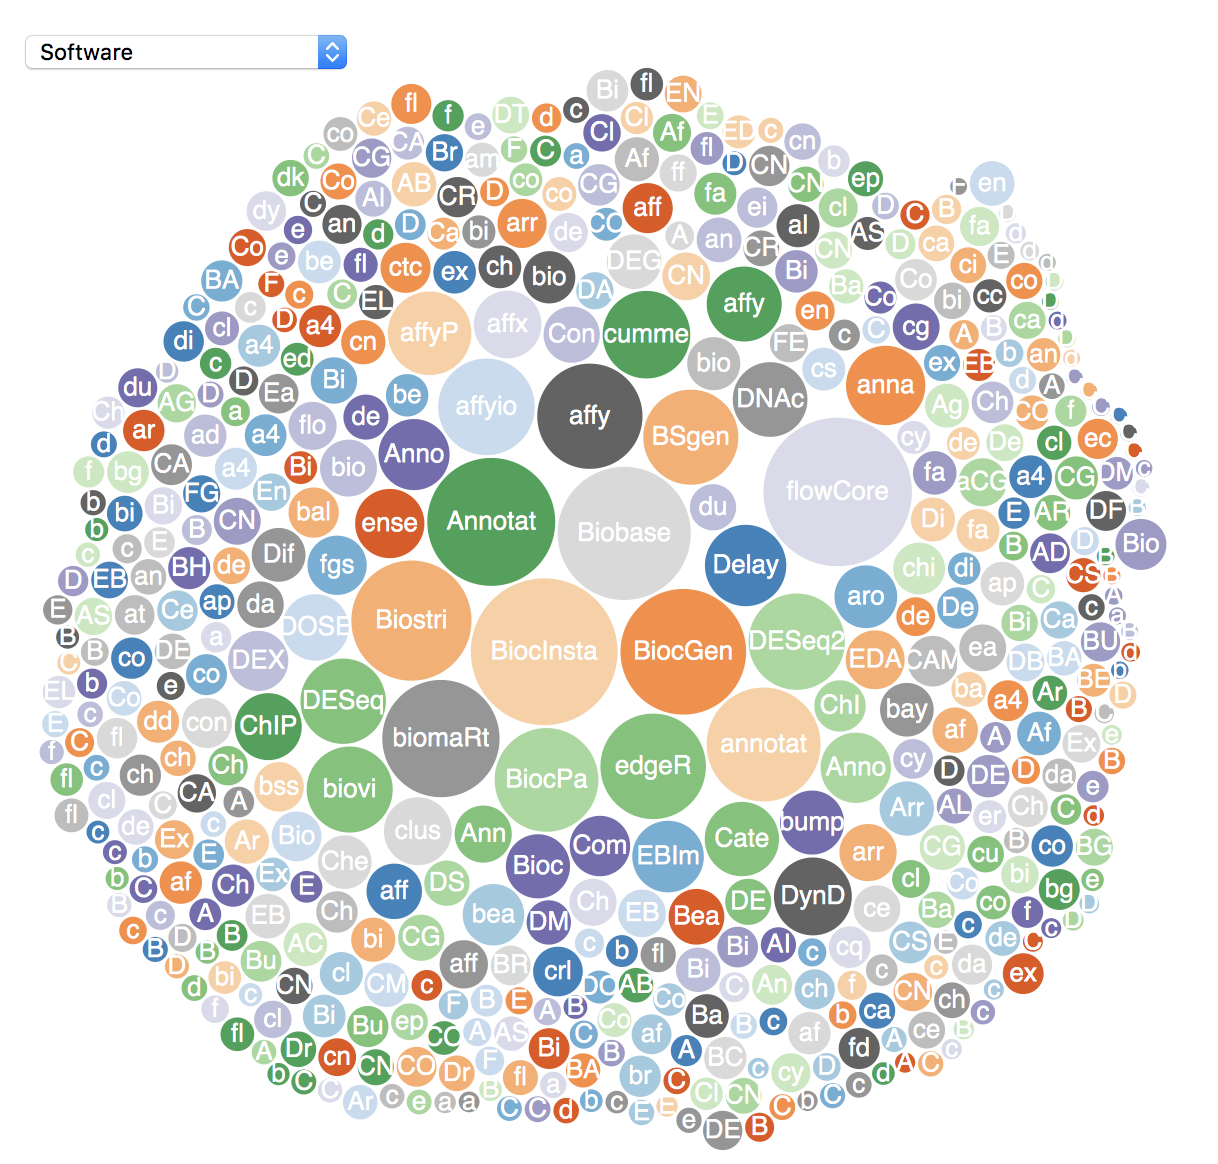 Software
Bi fl EN
fl Ce f e DT d c Cl Cl Af E ED c cn
co CG CA Br am F C a Af ff fl D CN b
C dk Co Al AB CR D co co CG aff fa ei CN cl ep
dy C an d D Ca bi arr de CC A an CR al CN AS D C B en
Co e e be fl ctc ex ch bio DA DEG CN Bi Ba Co D ca fa
BA F c C EL affyP affx Con cumme affy en c C cg bi cc co
di cl a4 D a4 cn bio FE cs ex EB A B ca
c ed D Ea Bi be affyio affy DNAc anna b an
du AG D a flo de Anno BSgen Ag Ch d A
Ch ar ad a4 Bi bio flowCore cy de De CO f cl ec
d f bg CA a4 En bal ense Annotat Biobase du fa aCG a4 CG DM
b bi Bi FG CN Dif fgs Delay Di fa E AR DF
b c E B BH de chi di B AD D Bio
D EB an ap da aro De ap C CS
E AS at Ce a DOSE Biostri BiocInsta BiocGen DESeq2 de Bi Ca c
B B co DE DEX EDA CAM ea DB BA BU
EL b Co e co DESeq ChI bay ba a4 Ar BE D
E c dd con ChIP biomaRt annotat af A Af B C
f C fl ch Ch biovi BiocPa edgeR Anno cy D DE D Ex e
fl c ch CA A bss Arr AL er da B
fl cl de C c Ar Bio clus Ann Com Cate bump Ch C d e
c c b Ex E Che Bioc EBIm arr CG cu B co BG
b C af Ch Ex E aff DS DE DynD cl Co bi bg e
B c A EB Ch bea DM Ch EB Bea ce Ba co f D
c B D B Bu AC bi CG c b fl Bi AI c cq CS E c de C c
D d bi c CN cl CM c aff BR crl CO AB Bi C An ch f c CN c da ex
f fl cl Bi Bu ep F B E A B Co Co Ba B c b ca ch c
A Dr cn CN CO CO A AS Bi C af A af fd A ce B
b C C Ar Dr F fl BA B br C BC c cy D d A C c
c e a a B a C C d b c E E Cl CN C b C c
e DE B